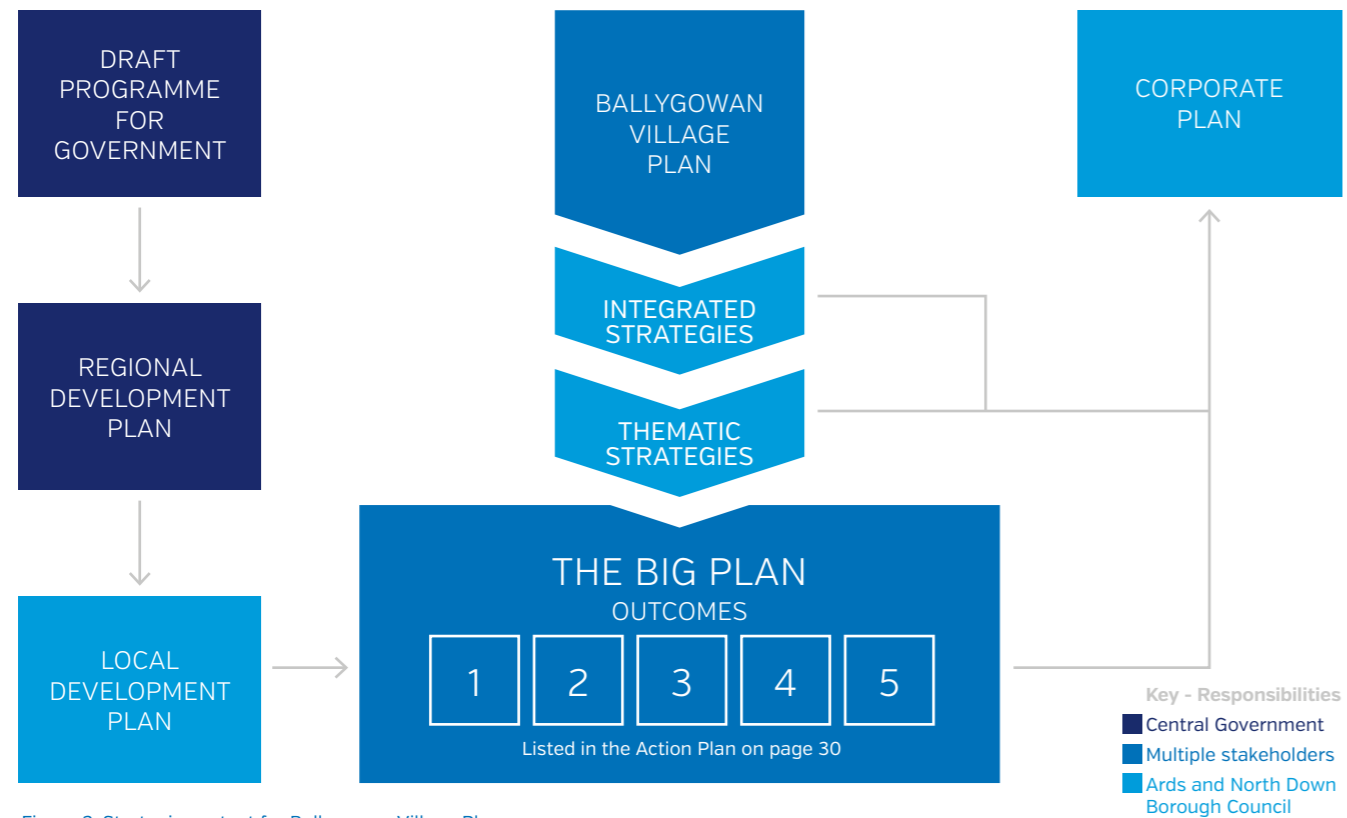 DRAFT
PROGRAMME
FOR
GOVERNMENT
REGIONAL
DEVELOPMENT
PLAN
LOCAL
DEVELOPMENT
PLAN
BALLYGOWAN
VILLAGE
PLAN
INTEGRATED
STRATEGIES
THEMATIC
STRATEGIES
THE BIG PLAN
OUTCOMES
1 2 3 4 5
Listed in the Action Plan on page 30
CORPORATE
PLAN
Key - Responsibilities
Central Government
Multiple stakeholders
Ards and North Down
Borough Council